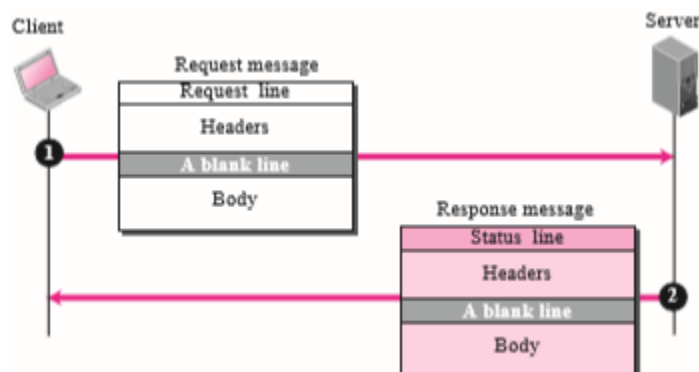 Client
Server
Request message
Request line
Headers
1
A blank line
Body
Response message
Status line
Headers
2
A blank line
Body